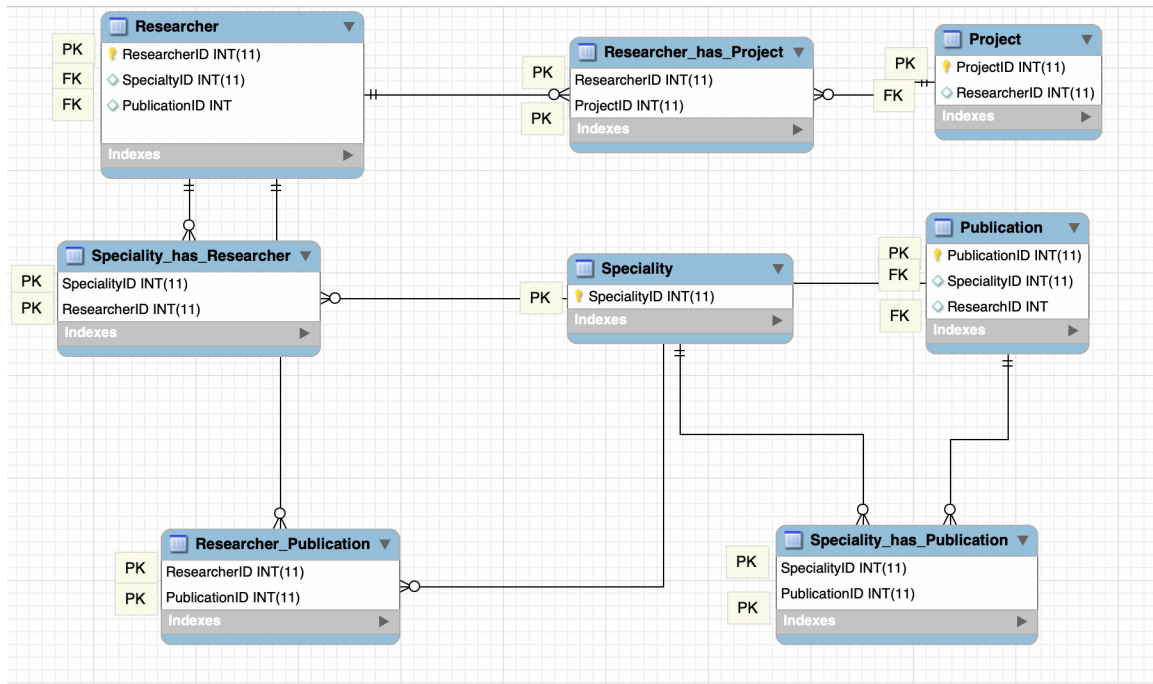 Researcher
PK
ResearcherID INT(11)
FK
SpecialtyID INT(11)
FK
PublicationID INT
Indexes
Researcher_has_Project
PK
ResearcherID INT(11)
ProjectID INT(11)
PK
Indexes
Project
PK
ProjectID INT(11)
FK
ResearcherID INT(11)
Indexes
Speciality_has_Researcher
PK
SpecialityID INT(11)
PK
ResearcherID INT(11)
Indexes
Speciality
PK
SpecialityID INT(11)
Indexes
Publication
PK
PublicationID INT(11)
FK
SpecialityID INT(11)
FK
ResearchID INT
Indexes
Researcher_Publication
PK
ResearcherID INT(11)
PK
PublicationID INT(11)
Indexes
Speciality_has_Publication
PK
SpecialityID INT(11)
PublicationID INT(11)
PK
Indexes